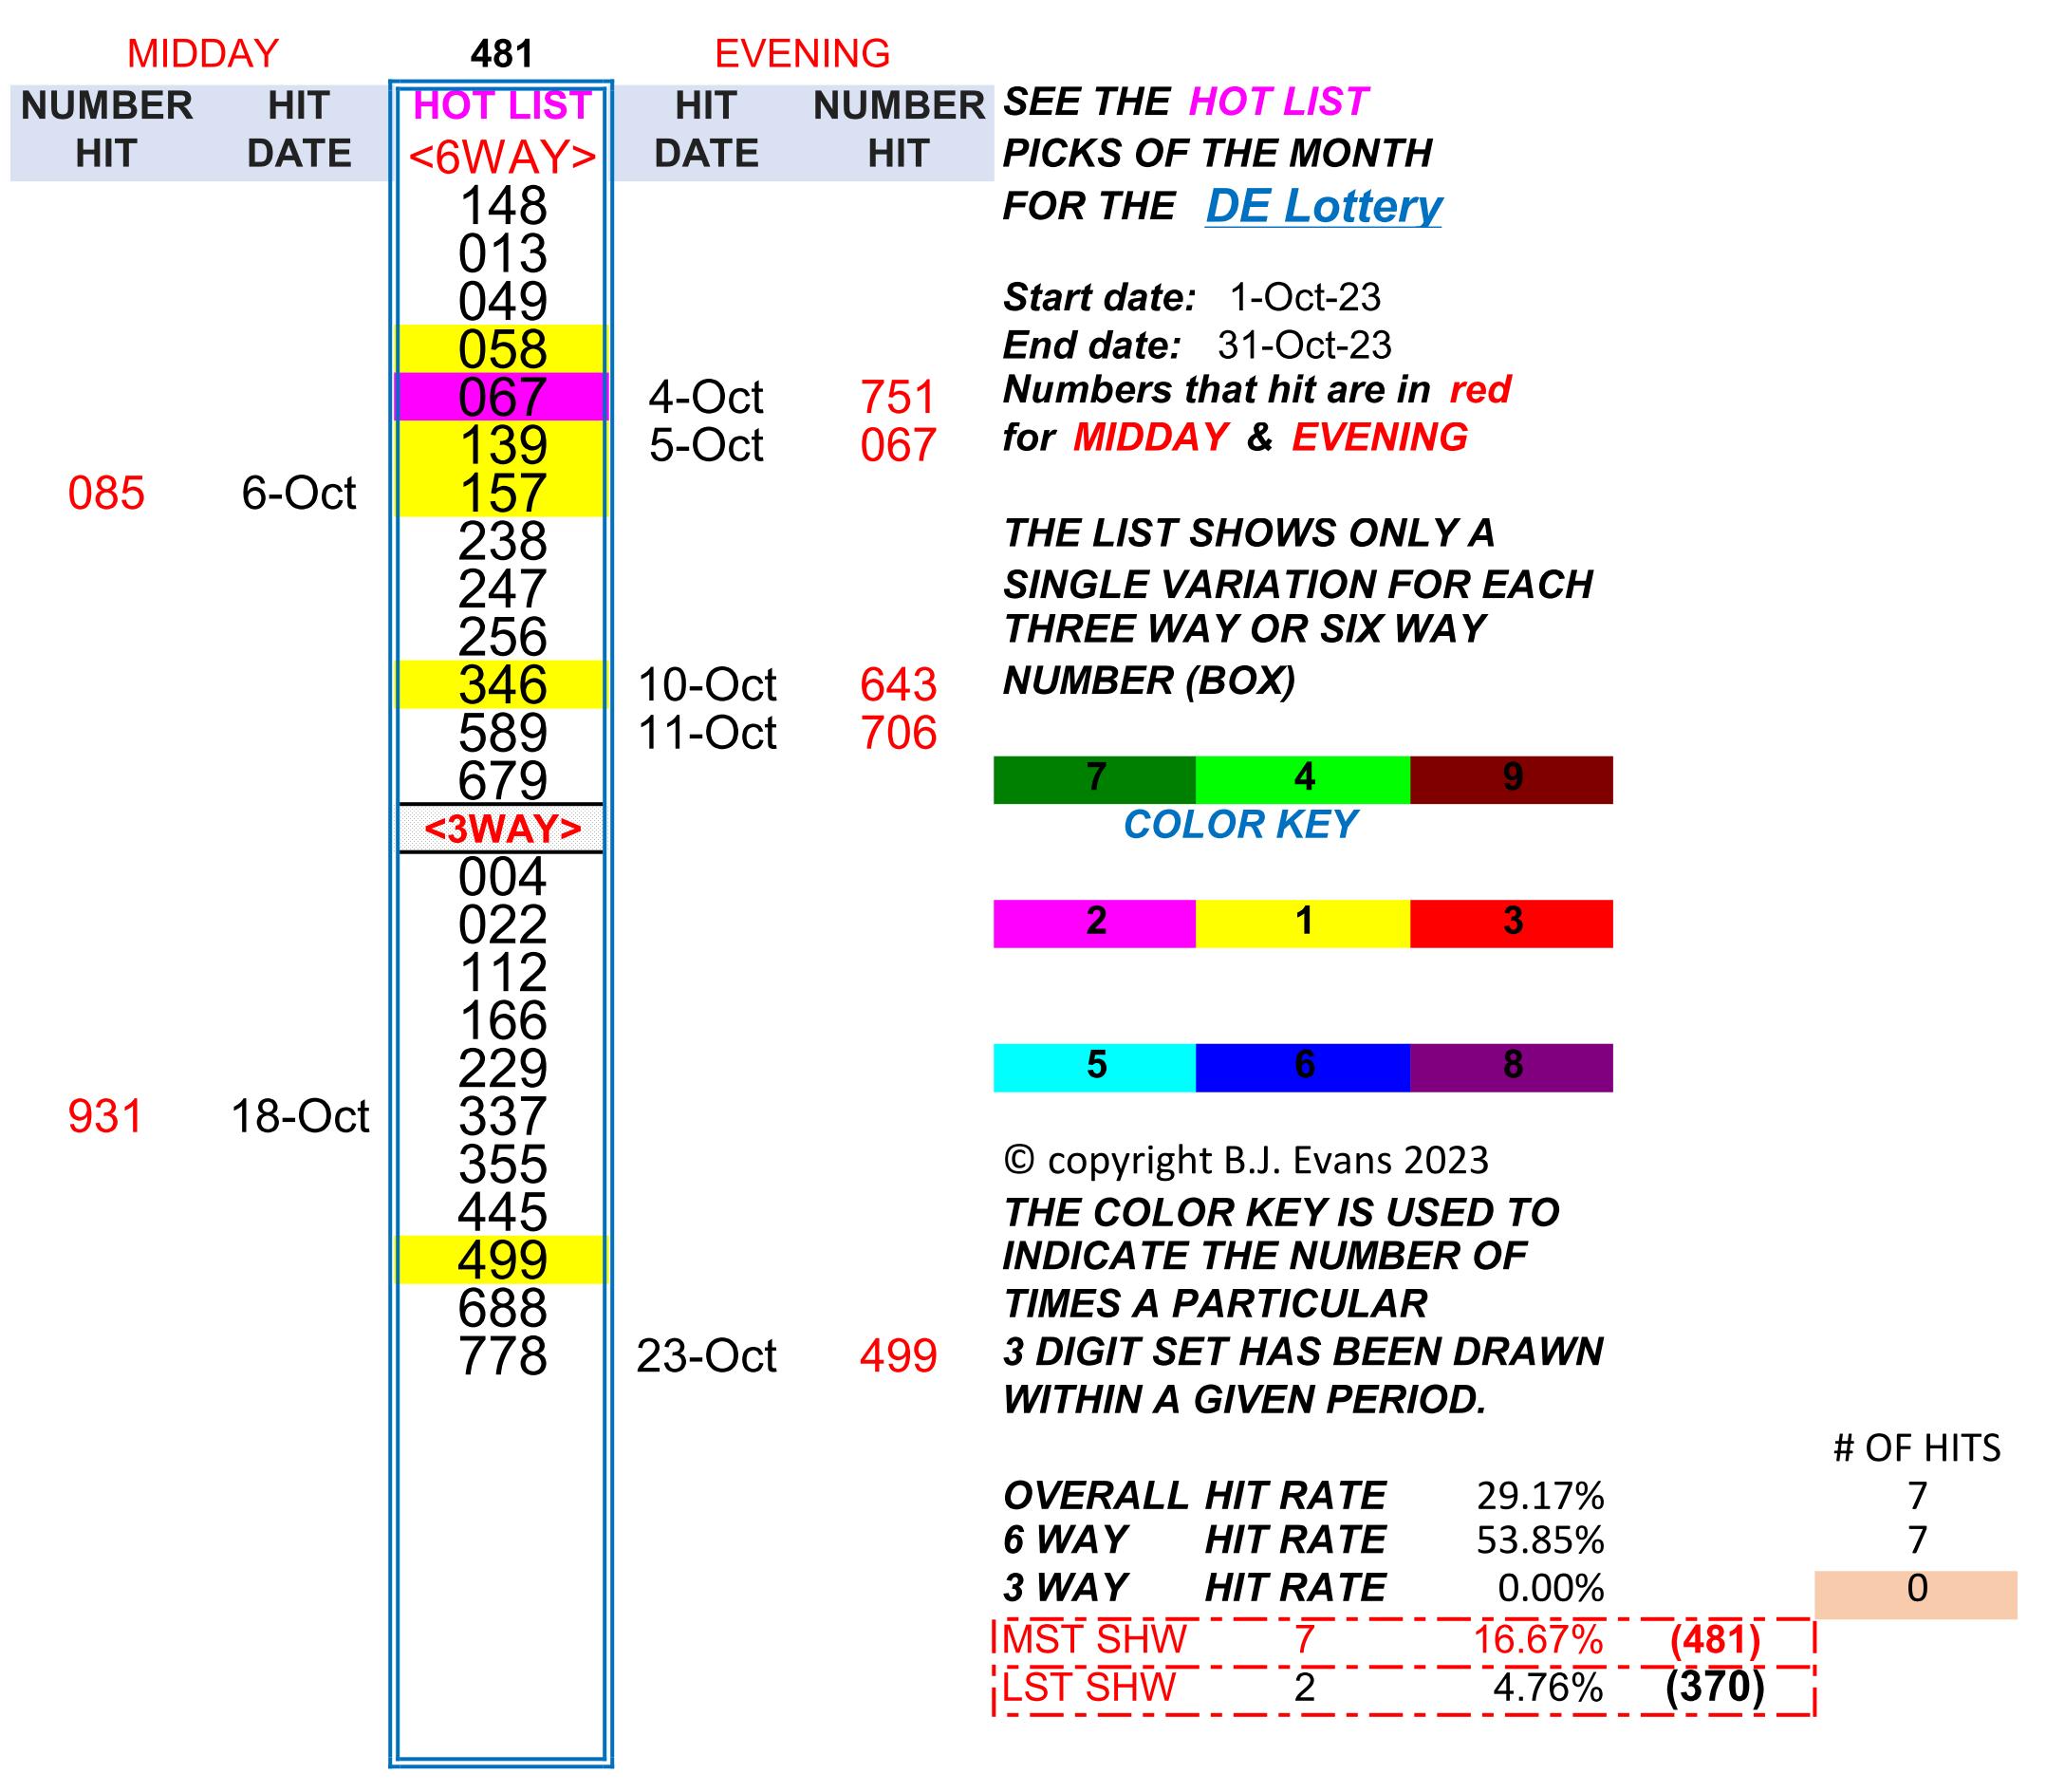 MIDDAY 481 EVENING
NUMBER HIT HOT LIST HIT NUMBER
HIT DATE <6WAY> DATE HIT
148
013
049
058
067 4-Oct 751
139 5-Oct 067
085 6-Oct 157
238
247
256
346 10-Oct 643
589 11-Oct 706
679
<3WAY>
004
022
112
166
229
931 18-Oct 337
355
445
499
688
778 23-Oct 499
SEE THE HOT LIST
PICKS OF THE MONTH
FOR THE DE Lottery
Start date: 1-Oct-23
End date: 31-Oct-23
Numbers that hit are in red
for MIDDAY & EVENING
THE LIST SHOWS ONLY A
SINGLE VARIATION FOR EACH
THREE WAY OR SIX WAY
NUMBER (BOX)
7 4 9
COLOR KEY
2 1 3
5 6 8
© copyright B.J. Evans 2023
THE COLOR KEY IS USED TO
INDICATE THE NUMBER OF
TIMES A PARTICULAR
3 DIGIT SET HAS BEEN DRAWN
WITHIN A GIVEN PERIOD.
# OF HITS
OVERALL HIT RATE 29.17% 7
6 WAY HIT RATE 53.85% 7
3 WAY HIT RATE 0.00% 0
MST SHW 7 16.67% (481)
LST SHW 2 4.76% (370)